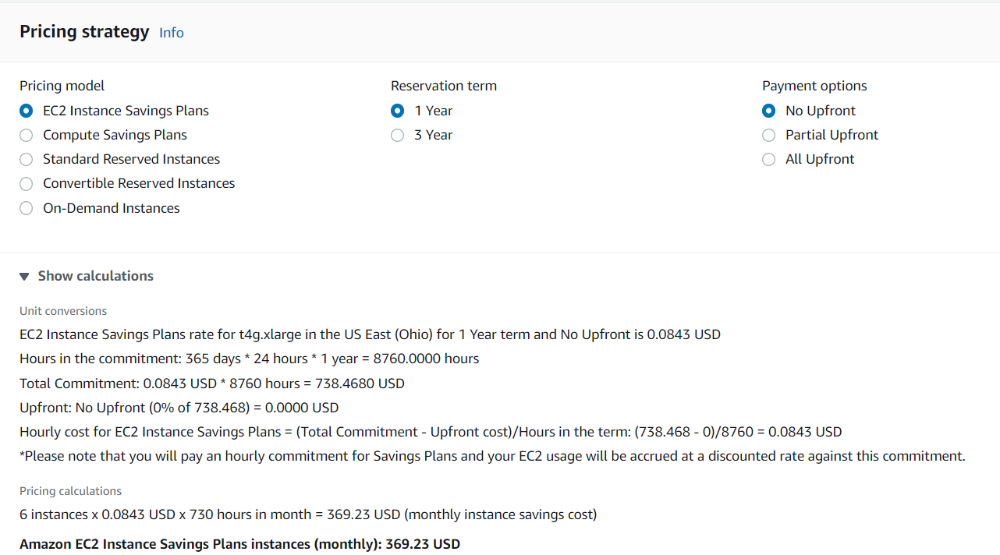 Pricing strategy Info
Pricing model
EC2 Instance Savings Plans
Compute Savings Plans
Standard Reserved Instances
Convertible Reserved Instances
On-Demand Instances
Reservation term
1 Year
3 Year
Payment options
No Upfront
Partial Upfront
All Upfront
Show calculations
Unit conversions
EC2 Instance Savings Plans rate for t4g.xlarge in the US East (Ohio) for 1 Year term and No Upfront is 0.0843 USD
Hours in the commitment: 365 days * 24 hours * 1 year = 8760.0000 hours
Total Commitment: 0.0843 USD * 8760 hours = 738.4680 USD
Upfront: No Upfront (0% of 738.468) = 0.0000 USD
Hourly cost for EC2 Instance Savings Plans = (Total Commitment - Upfront cost)/Hours in the term: (738.468 - 0)/8760 = 0.0843 USD
*Please note that you will pay an hourly commitment for Savings Plans and your EC2 usage will be accrued at a discounted rate against this commitment.
Pricing calculations
6 instances x 0.0843 USD x 730 hours in month = 369.23 USD (monthly instance savings cost)
Amazon EC2 Instance Savings Plans instances (monthly): 369.23 USD